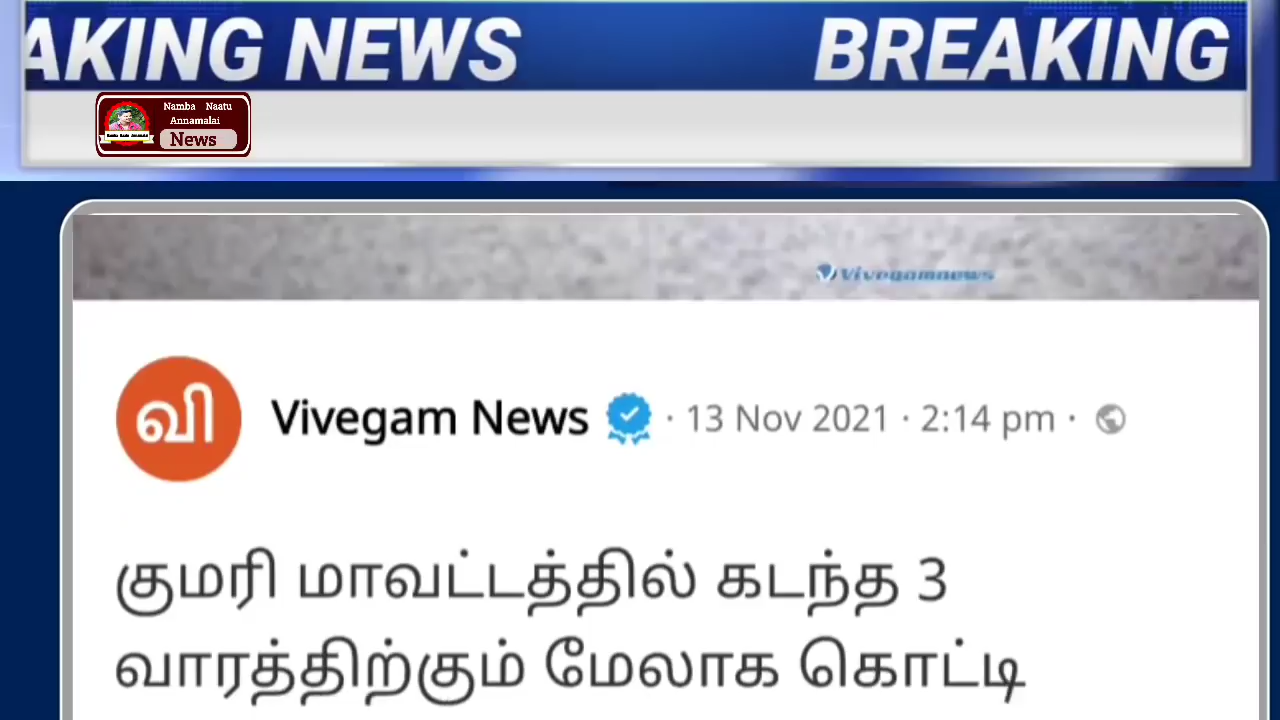 AKING NEWS BREAKING
Namba Naatu
Annamalai
News
Vivegamnews
வி
Vivegam News · 13 Nov 2021 · 2:14 pm ·
குமரி மாவட்டத்தில் கடந்த 3
வாரத்திற்கும் மேலாக கொட்டி